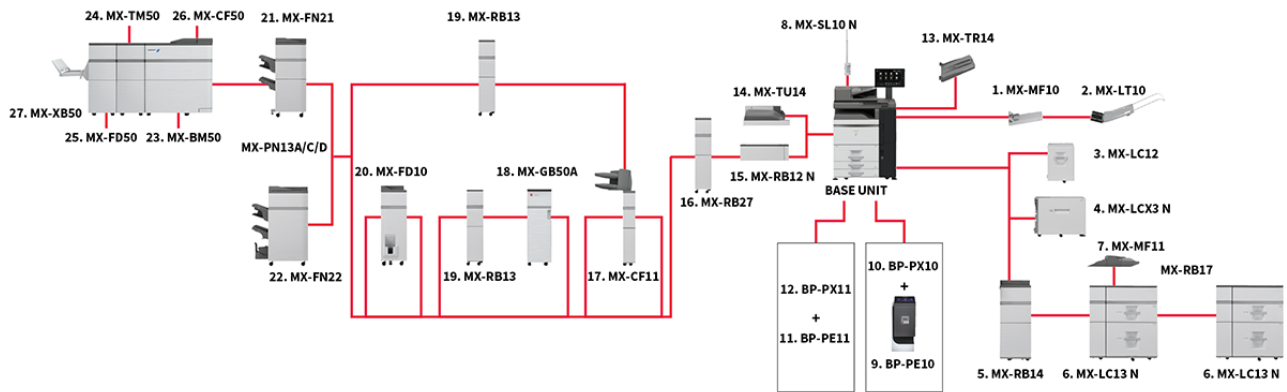 24. MX-TM50
26. MX-CF50
21. MX-FN21
19. MX-RB13
8. MX-SL10 N
13. MX-TR14
14. MX-TU14
1. MX-MF10
2. MX-LT10
27. MX-XB50
25. MX-FD50
23. MX-BM50
MX-PN13A/C/D
3. MX-LC12
20. MX-FD10
18. MX-GB50A
15. MX-RB12 N
BASE UNIT
16. MX-RB27
4. MX-LCX3 N
7. MX-MF11
MX-RB17
22. MX-FN22
19. MX-RB13
17. MX-CF11
12. BP-PX11
+
11. BP-PE11
10. BP-PX10
+
9. BP-PE10
5. MX-RB14
6. MX-LC13 N
6. MX-LC13 N